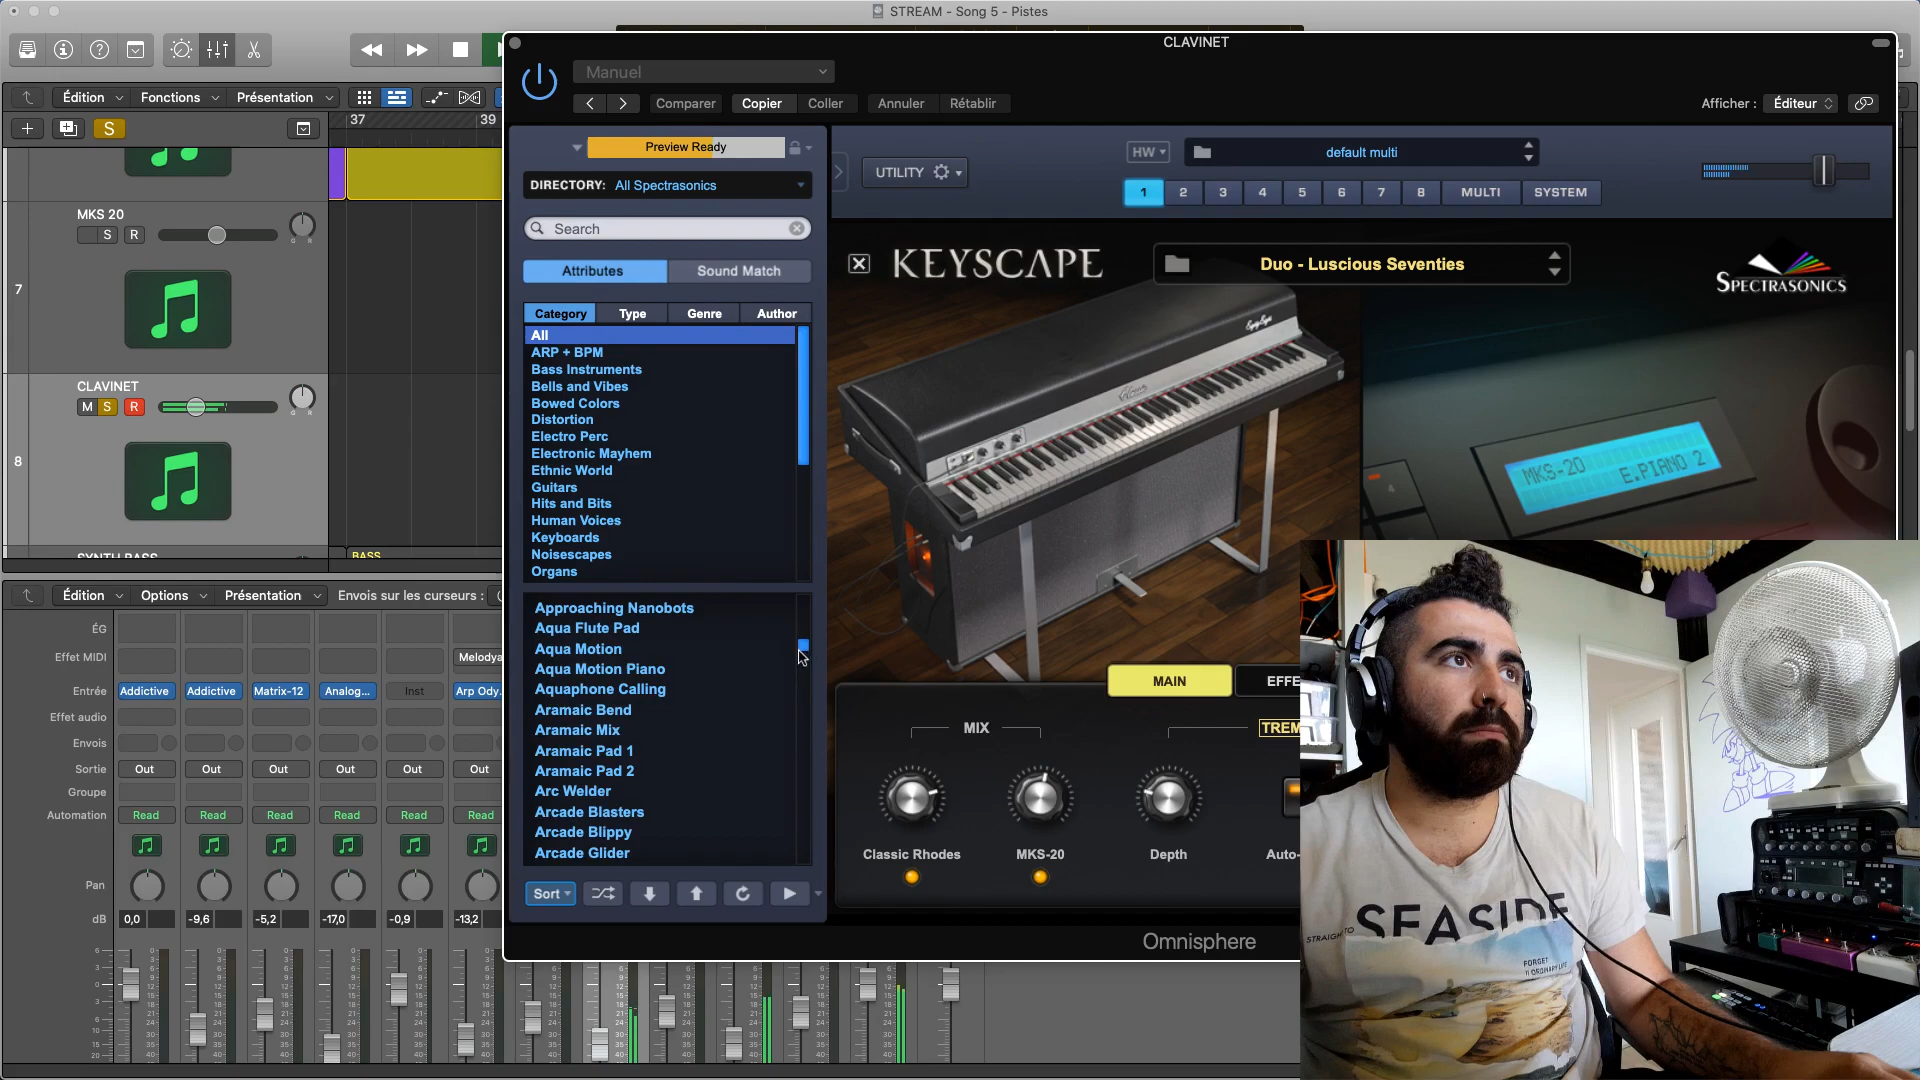 STREAM - Song 5 - Pistes
CLAVINET
Manuel
Comparer
Copier
Coller
Annuler
Rétablir
Afficher :
Éditeur
Édition
Fonctions
Présentation
S
37
39
Preview Ready
DIRECTORY: All Spectrasonics
Search
Attributes
Sound Match
Category
Type
Genre
Author
All
ARP + BPM
Bass Instruments
Bells and Vibes
Bowed Colors
Distortion
Electro Perc
Electronic Mayhem
Ethnic World
Guitars
Hits and Bits
Human Voices
Keyboards
Noisescapes
Organs
Approaching Nanobots
Aqua Flute Pad
Aqua Motion
Aqua Motion Piano
Aquaphone Calling
Aramaic Bend
Aramaic Mix
Aramaic Pad 1
Aramaic Pad 2
Arc Welder
Arcade Blasters
Arcade Blippy
Arcade Glider
Sort
UTILITY
HW
default multi
1 2 3 4 5 6 7 8 MULTI SYSTEM
KEYSCAPE
Duo - Luscious Seventies
SPECTRASONICS
MKS-20
E.PIANO 2
MAIN
EFFE
MIX
TREM
Classic Rhodes
MKS-20
Depth
Auto-
Omnisphere
MKS 20
S R
7
CLAVINET
M S R
8
SYNTH BASS
BASS
Édition
Options
Présentation
Envois sur les curseurs :
ÉG
Effet MIDI
Melodya
Entrée
Addictive
Addictive
Matrix-12
Analog...
Inst
Arp Ody.
Effet audio
Envois
Sortie
Out Out Out Out Out Out
Groupe
Automation
Read Read Read Read Read Read
Pan
dB
0,0
-9,6
-5,2
-17,0
-0,9
-13,2
STRAIGHT TO
SEASIDE
FORGET
ORDINARY LIFE